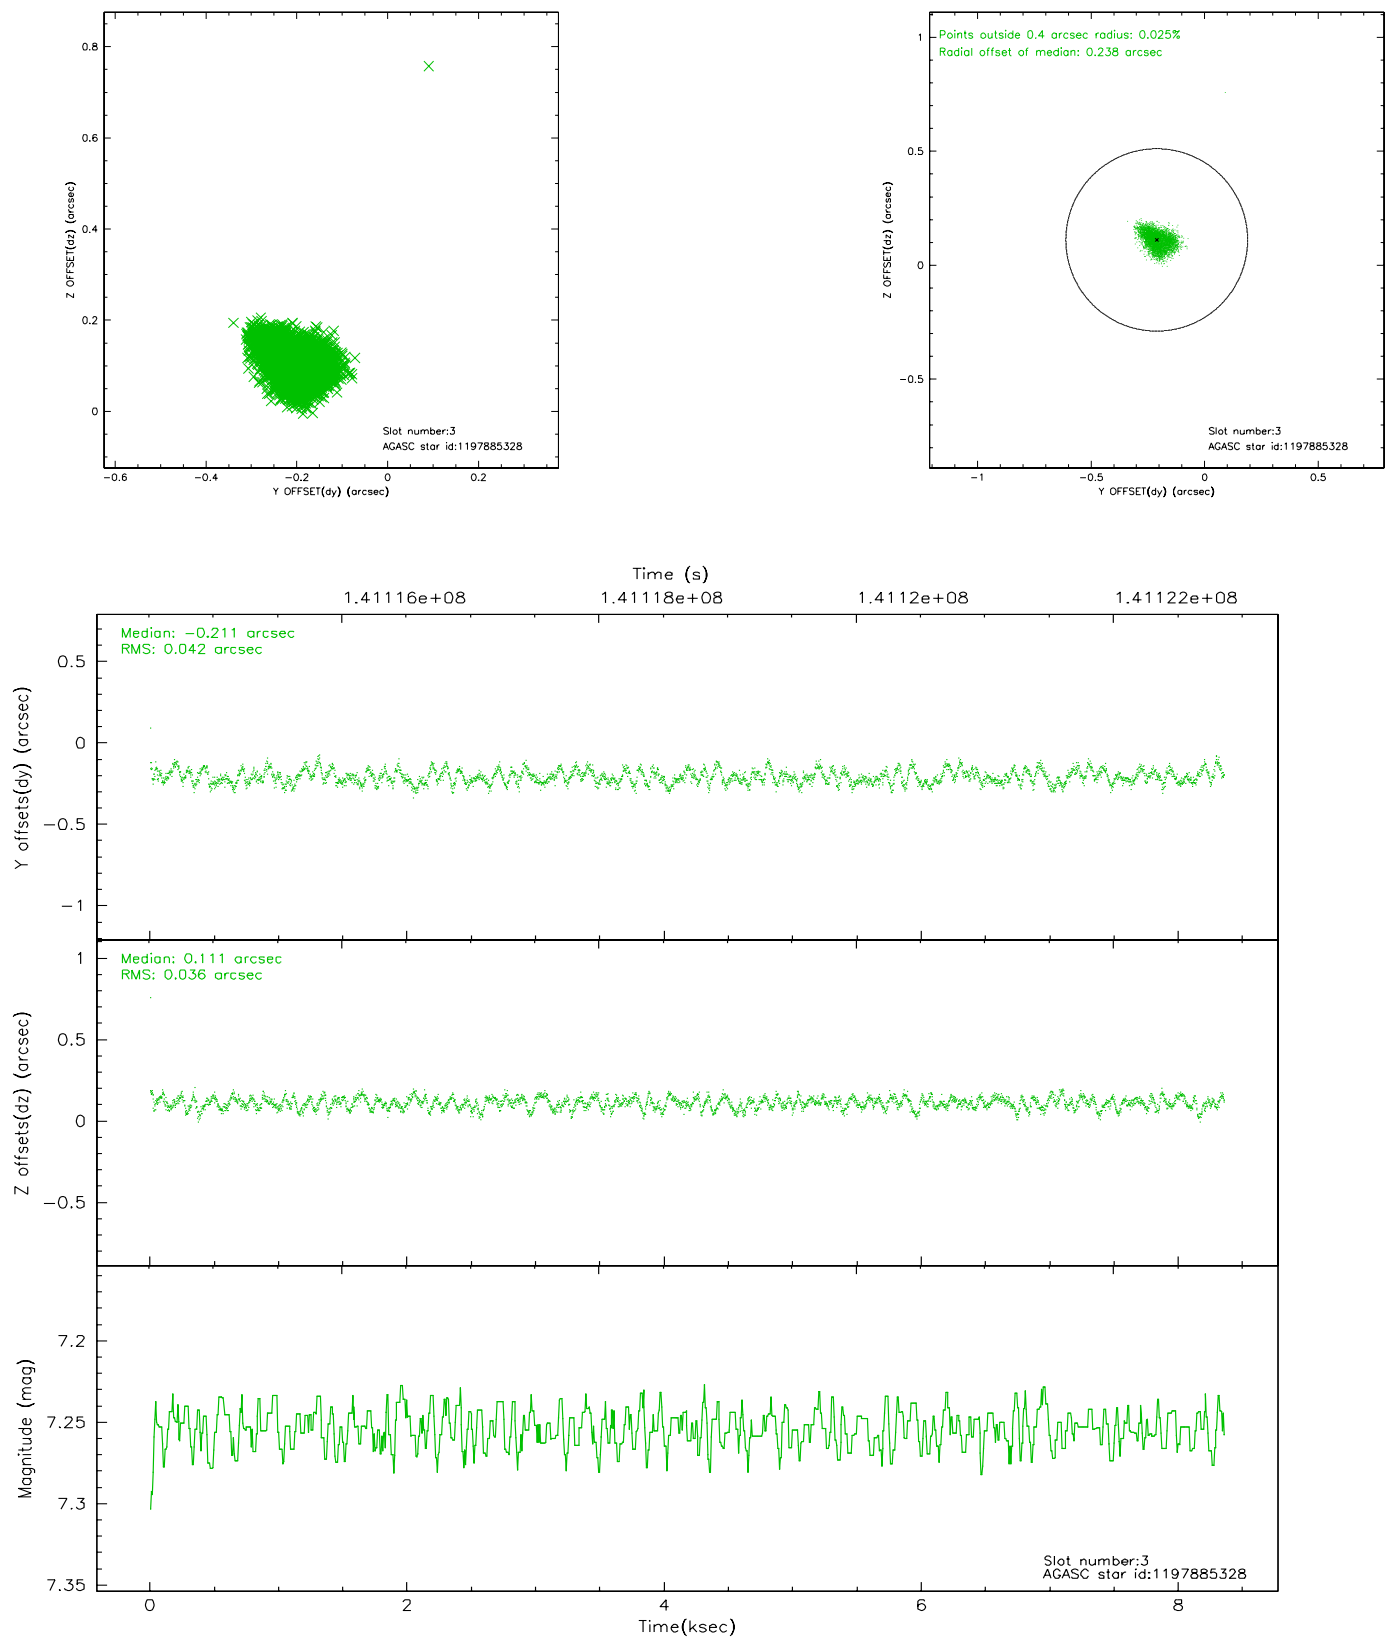 0.8
0.6
0.4
0.2
0
Z OFFSET(dz) (arcsec)
Slot number:3
AGASC star id:1197885328
−0.6 −0.4 −0.2 0 0.2
Y OFFSET(dy) (arcsec)
Points outside 0.4 arcsec radius: 0.025%
Radial offset of median: 0.238 arcsec
1
0.5
0
−0.5
Z OFFSET(dz) (arcsec)
Slot number:3
AGASC star id:1197885328
−1 −0.5 0 0.5
Y OFFSET(dy) (arcsec)
Time (s)
1.41116e+08 1.41118e+08 1.4112e+08 1.41122e+08
Median: −0.211 arcsec
RMS: 0.042 arcsec
0.5
0
−0.5
−1
Y offsets(dy) (arcsec)
Median: 0.111 arcsec
RMS: 0.036 arcsec
1
0.5
0
−0.5
Z offsets(dz) (arcsec)
7.2
7.25
7.3
7.35
Magnitude (mag)
Slot number:3
AGASC star id:1197885328
0 2 4 6 8
Time(ksec)